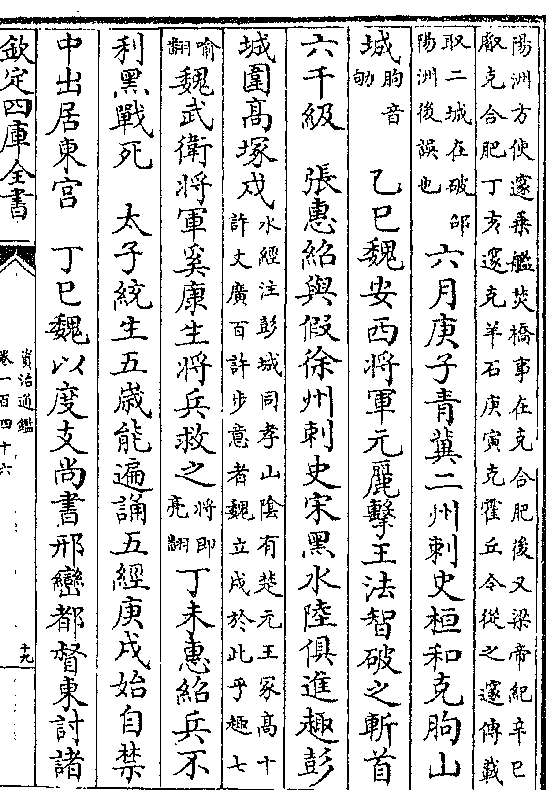 陽洲方使邃乗艦焚橋事在克合肥後又梁帝紀辛巳
叡克合肥丁亥邃克羊石庚寅克霍丘今從之邃傳載
取二城在破邵
陽洲後誤也
六月庚子青冀二州刺史桓和克朐山
城
朐音
劬
乙巳魏安西將軍元麗擊王法智破之斬首
六千級　張惠紹與假徐州刺史宋黑水陸俱進趣彭
城圍髙塚戍
水經注彭城同孝山隂有楚元王冢髙十
許丈廣百許歩意者魏立戍於此乎趣七
喻
翻
魏武衛將軍奚康生將兵救之
將即
亮翻
丁未惠紹兵不
利黑戰死　太子統生五嵗能遍誦五經庚戌始自禁
中出居東宫　丁巳魏以度支尚書邢巒都督東討諸
欽定四庫全書
資治通鑑
卷一百四十六
十九